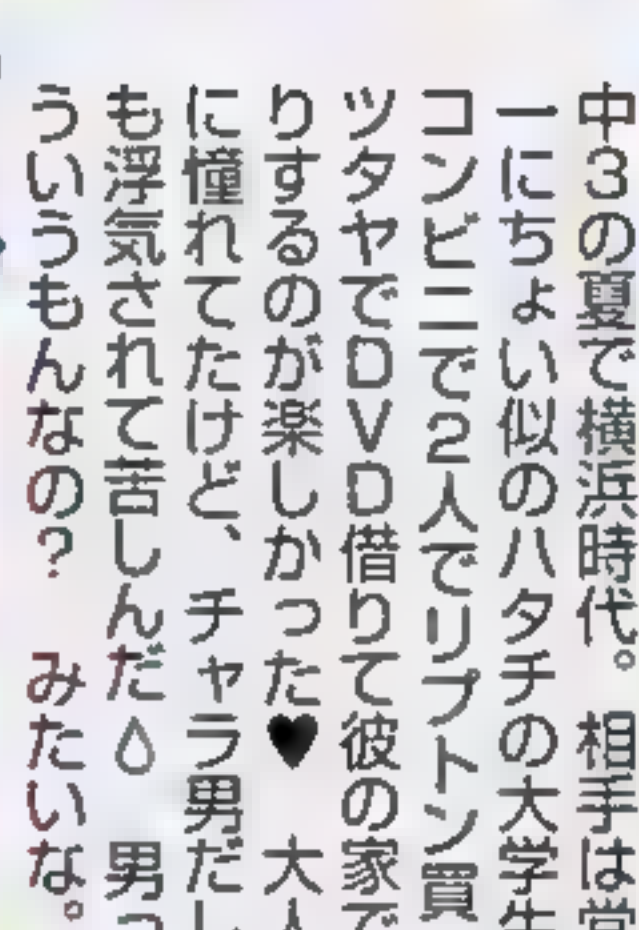 中3の夏で横浜時代。 相手は
一にちょい似のハタチの大学生
コンビニで2人でリプトン買
ツタヤでDVD借りて彼の家で
りするのが楽しかった♥ 大人
に憧れてたけど、 チャラ男だし
も浮気されて苦しんだ💧 男っ
ういうもんなの? みたいな。